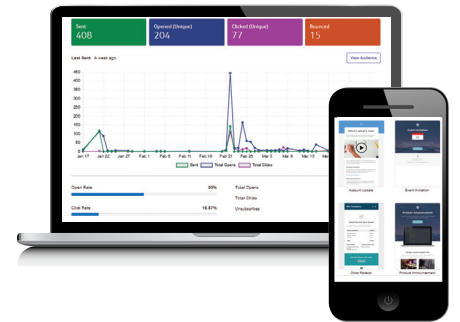 Sent
408
Opened (Unique)
204
Clicked (Unique)
77
Bounced
15
Last Sent A week ago
View Audience
450
400
350
300
250
200
150
100
50
0
Jan 17 Jan 22 Jan 27 Feb 1 Feb 6 Feb 11 Feb 16 Feb 21 Feb 26 Mar 3 Mar 8 Mar 13
Sent Total Opens Total Clicks
Open Rate
Total Opens
Total Clicks
Click Rate 18.87%
Unsubscribes
Account Update
Event Invitation
Order Receipt
Product Announcement